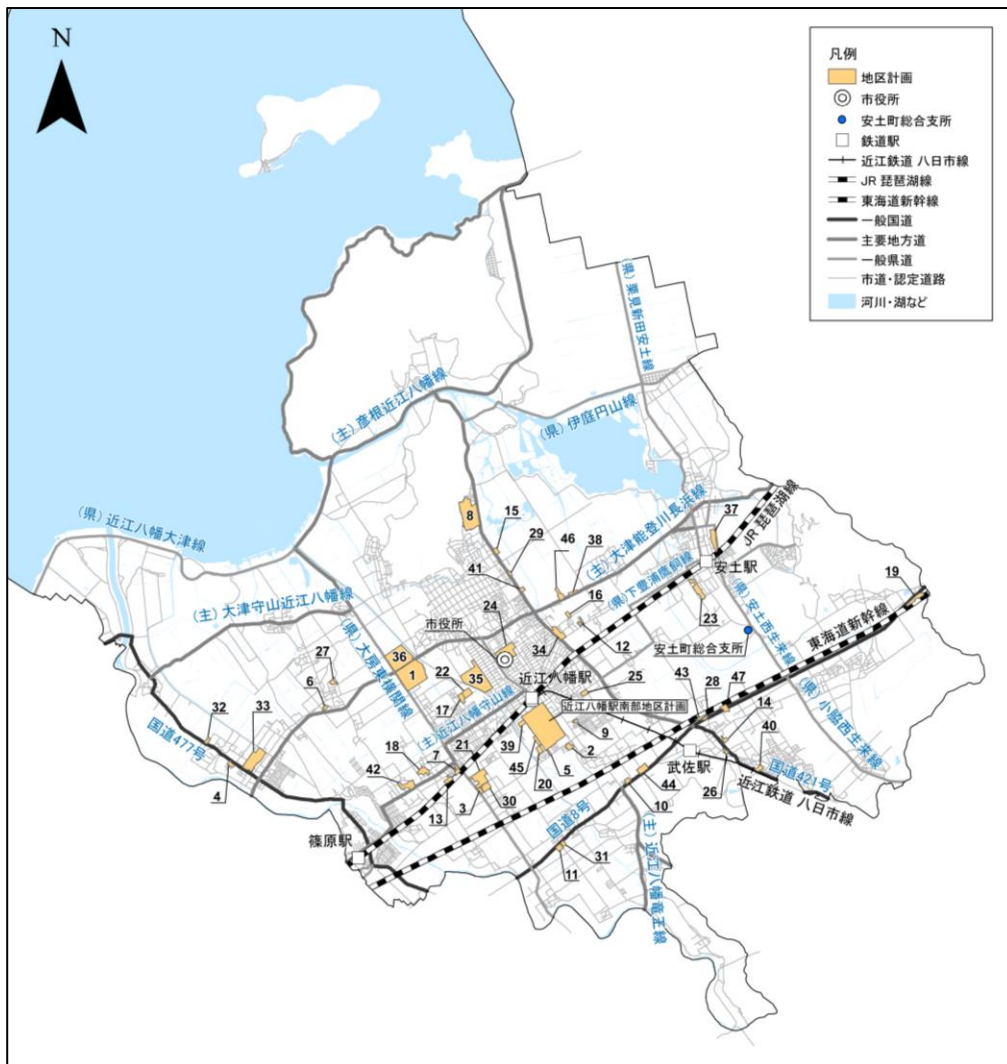 N
凡例
地区計画
市役所
安土町総合支所
鉄道駅
近江鉄道 八日市線
JR 琵琶湖線
東海道新幹線
一般国道
主要地方道
一般県道
市道・認定道路
河川・湖など
(県)栗見新田安土線
(主)彦根近江八幡線
(県)伊庭円山線
8
15
29
46
38
(主)大津能登川長浜線
37
JR 琵琶湖線
(県)近江八幡大津線
41
16
(県)下豊浦鷹飼線
安土駅
19
(主)大津守山近江八幡線
24
市役所
34
12
23
(県)安土西生来線
安土町総合支所
東海道新幹線
(県)大房東横関線
27
6
36
1
22
35
17
近江八幡駅
25
43
28
47
(県)小脇西生来線
近江八幡駅南部地区計画
(主)近江八幡守山線
国道477号
32
33
18
7
21
39
9
14
40
4
42
45
20
5
2
武佐駅
国道421号
13
3
30
44
10
26
近江鉄道 八日市線
篠原駅
国道8号
31
11
(主)近江八幡竜王線